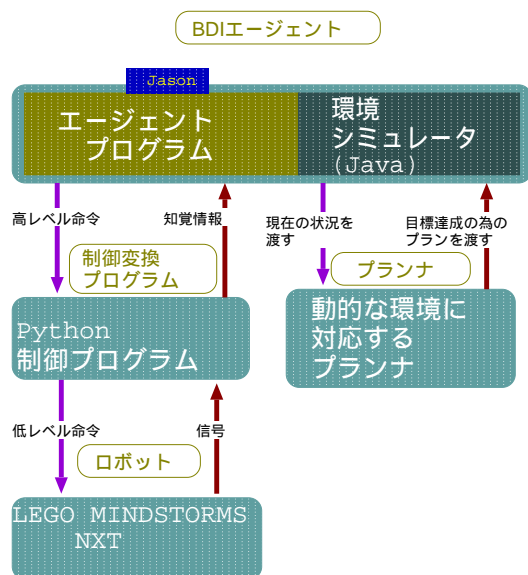 BDIエージェント
Jason
エージェント
プログラム
環境
シミュレータ
(Java)
高レベル命令
知覚情報
現在の状況を
渡す
目標達成の為の
プランを渡す
制御変換
プログラム
プランナ
Python
制御プログラム
動的な環境に
対応する
プランナ
低レベル命令
信号
ロボット
LEGO MINDSTORMS
NXT